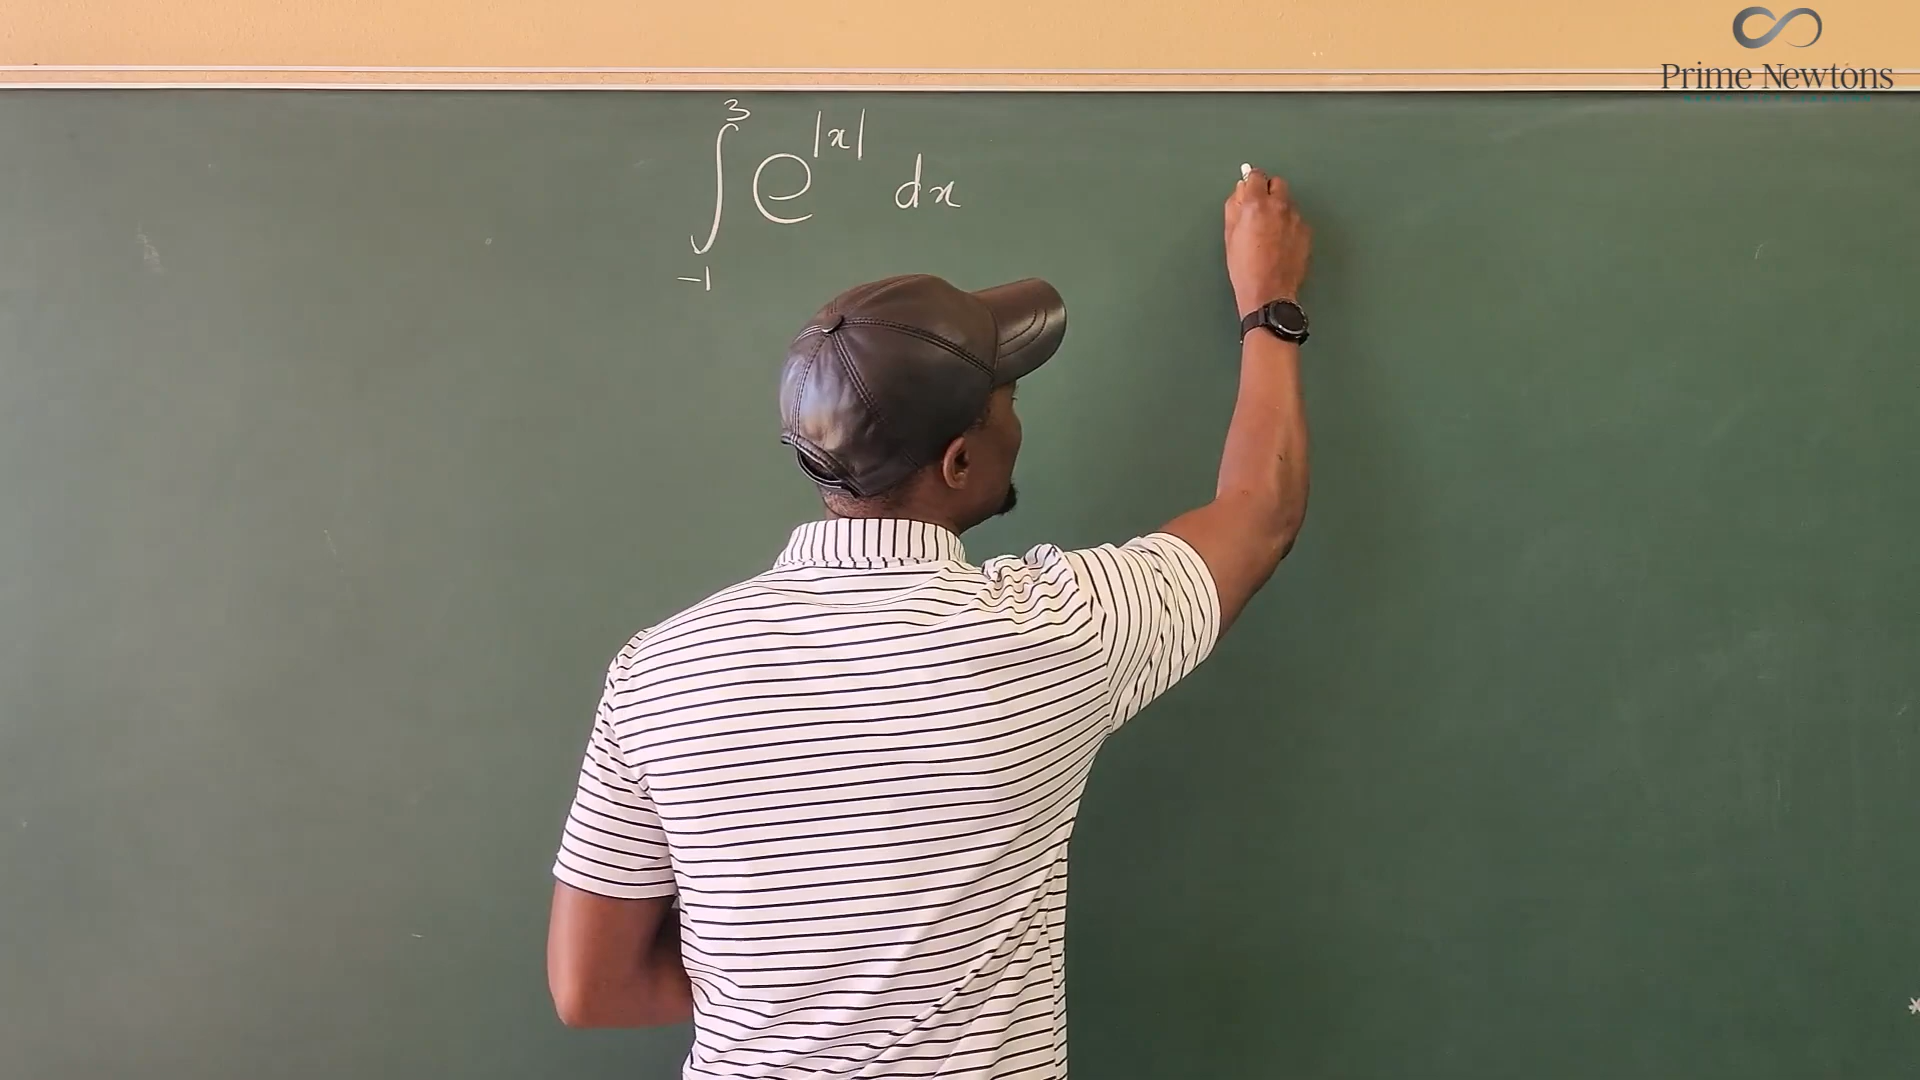 Prime Newtons
∫₋₁³ e^|x| dx